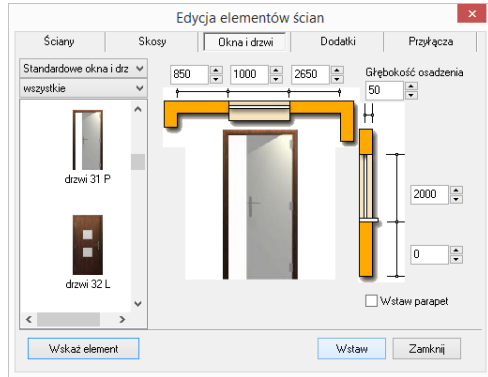 Edycja elementów ścian
Ściany Skosy Okna i drzwi Dodatki Przyłącza
Standardowe okna i drz
wszystkie
drzwi 31 P
drzwi 32 L
850 1000 2650 Głębokość osadzenia
50
2000
0
Wstaw parapet
Wskaż element Wstaw Zamknij